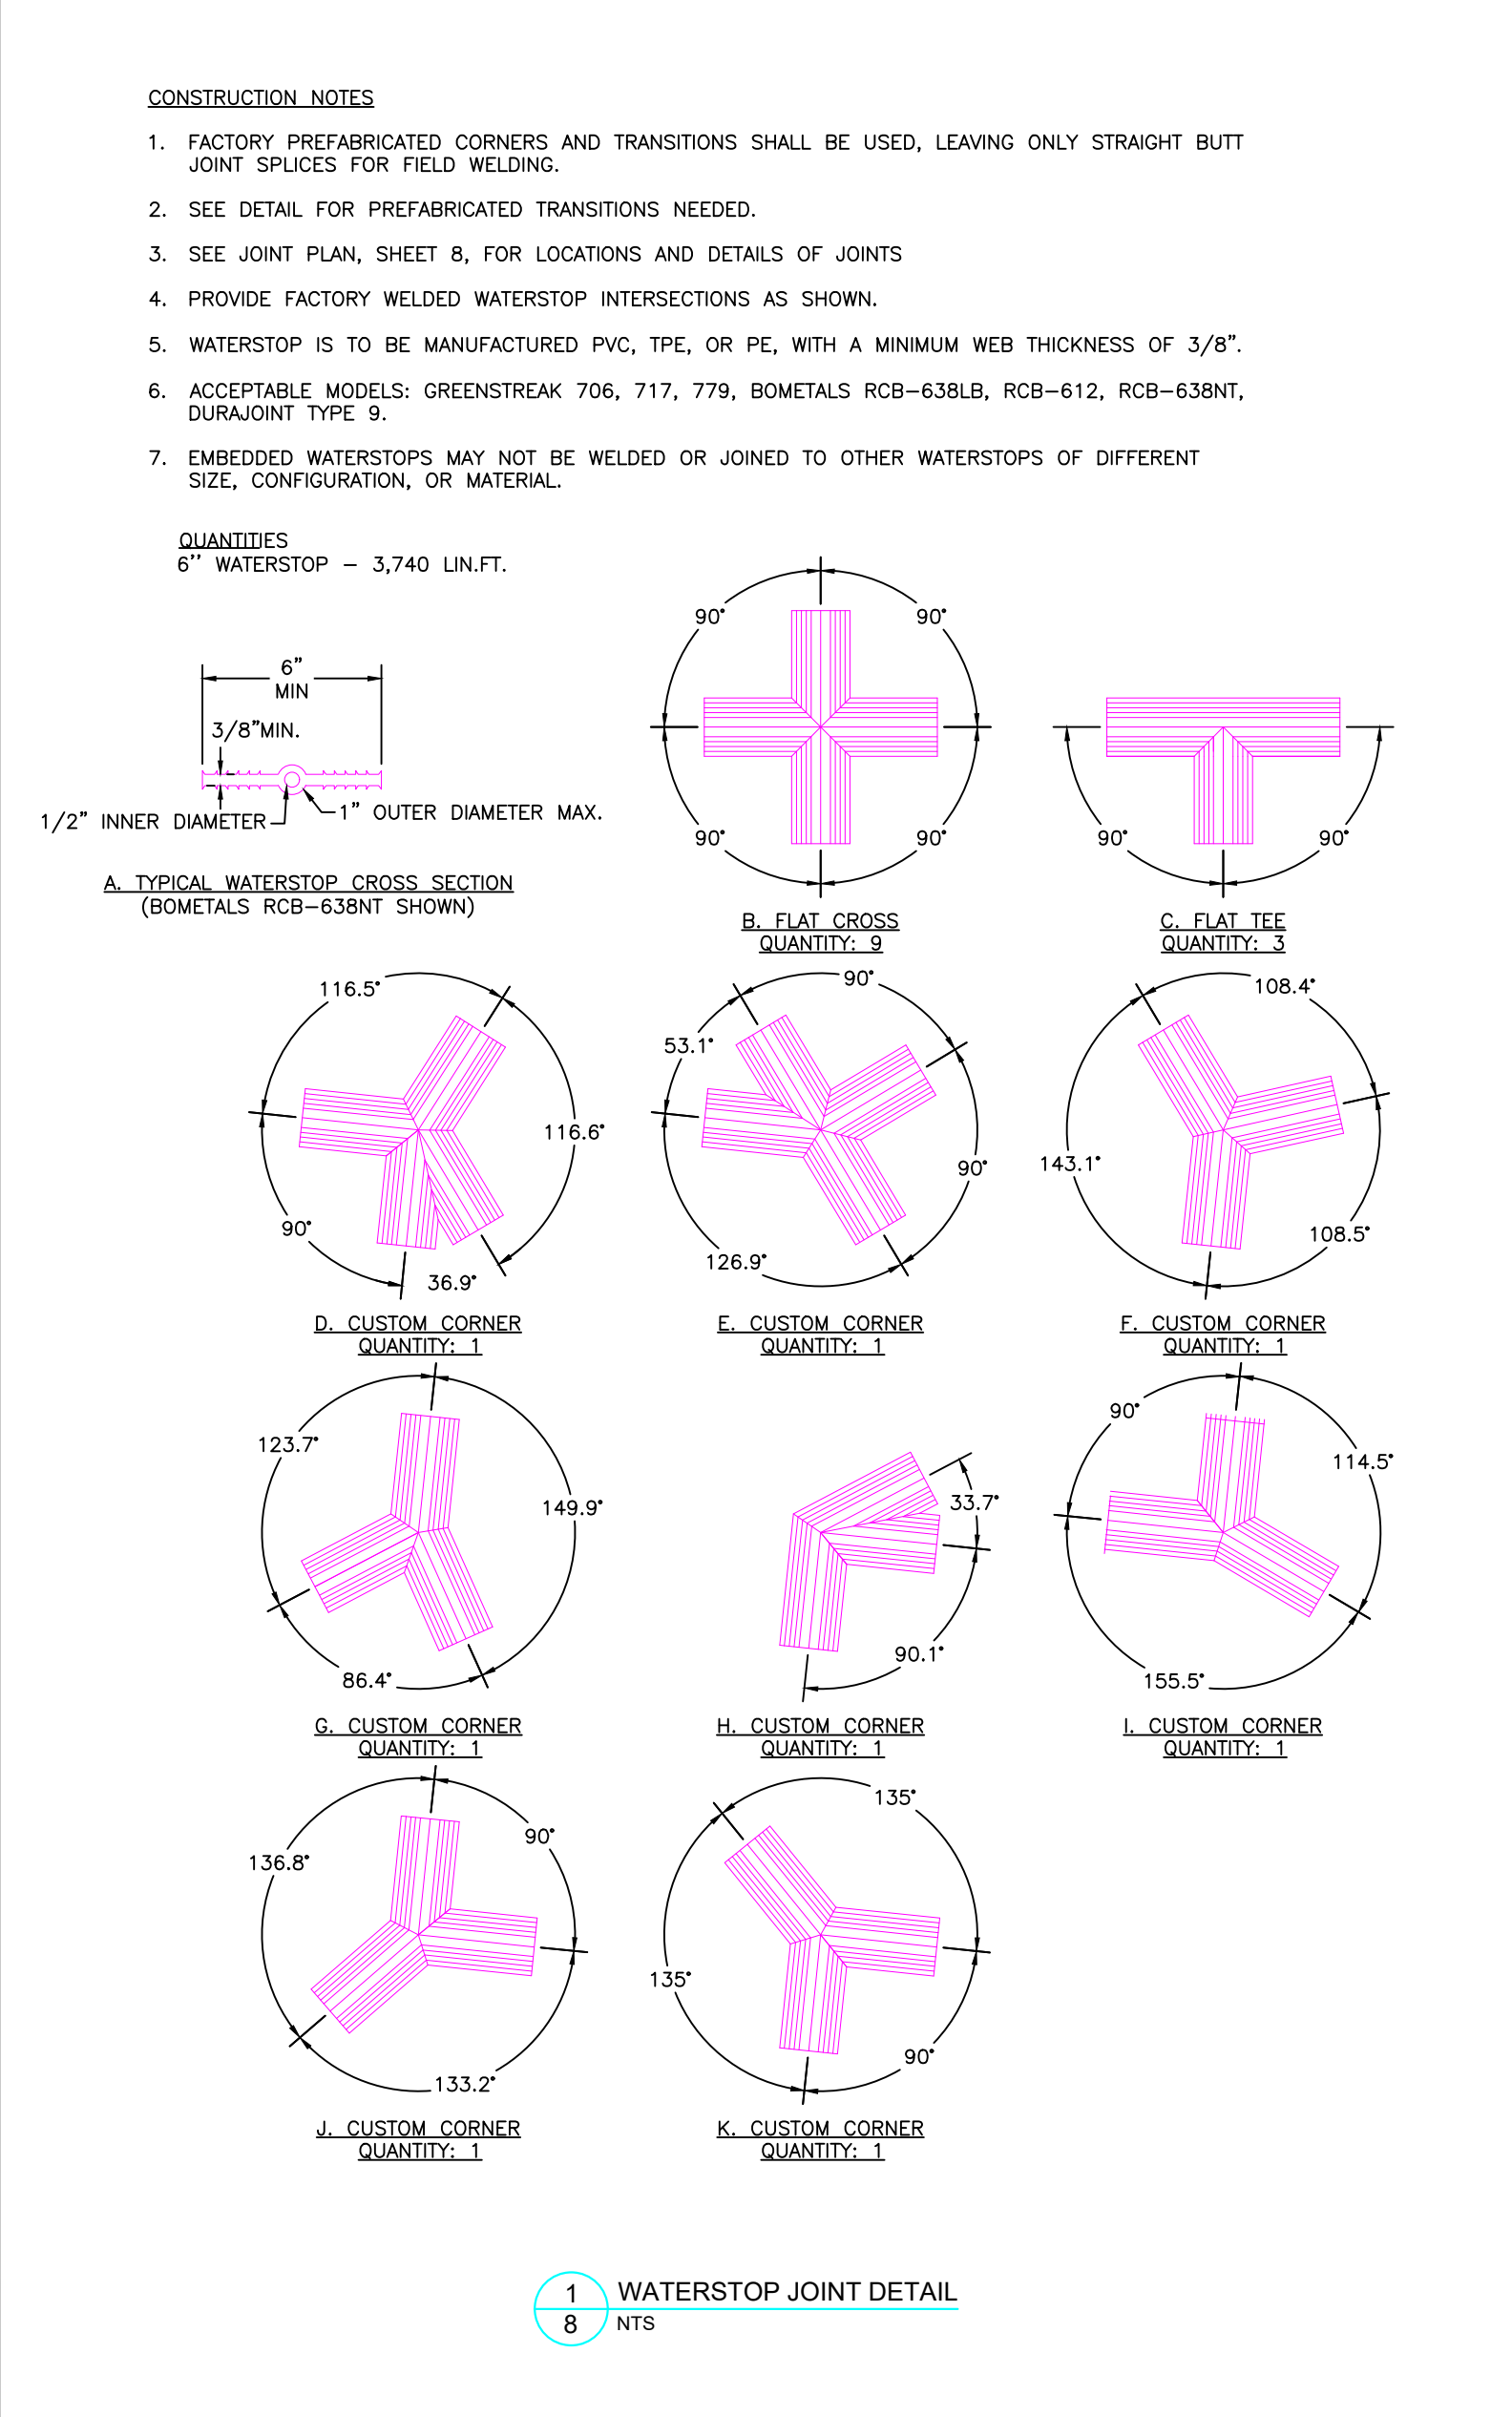 CONSTRUCTION NOTES
1. FACTORY PREFABRICATED CORNERS AND TRANSITIONS SHALL BE USED, LEAVING ONLY STRAIGHT BUTT
JOINT SPLICES FOR FIELD WELDING.
2. SEE DETAIL FOR PREFABRICATED TRANSITIONS NEEDED.
3. SEE JOINT PLAN, SHEET 8, FOR LOCATIONS AND DETAILS OF JOINTS
4. PROVIDE FACTORY WELDED WATERSTOP INTERSECTIONS AS SHOWN.
5. WATERSTOP IS TO BE MANUFACTURED PVC, TPE, OR PE, WITH A MINIMUM WEB THICKNESS OF 3/8".
6. ACCEPTABLE MODELS: GREENSTREAK 706, 717, 779, BOMETALS RCB-638LB, RCB-612, RCB-638NT,
DURAJOINT TYPE 9.
7. EMBEDDED WATERSTOPS MAY NOT BE WELDED OR JOINED TO OTHER WATERSTOPS OF DIFFERENT
SIZE, CONFIGURATION, OR MATERIAL.
QUANTITIES
6'' WATERSTOP - 3,740 LIN.FT.
6"
MIN
3/8"MIN.
1/2" INNER DIAMETER
1" OUTER DIAMETER MAX.
A. TYPICAL WATERSTOP CROSS SECTION
(BOMETALS RCB-638NT SHOWN)
90°
90°
90°
90°
B. FLAT CROSS
QUANTITY: 9
90°
90°
C. FLAT TEE
QUANTITY: 3
116.5°
116.6°
90°
36.9°
D. CUSTOM CORNER
QUANTITY: 1
90°
53.1°
90°
126.9°
E. CUSTOM CORNER
QUANTITY: 1
108.4°
143.1°
108.5°
F. CUSTOM CORNER
QUANTITY: 1
123.7°
149.9°
86.4°
G. CUSTOM CORNER
QUANTITY: 1
33.7°
90.1°
H. CUSTOM CORNER
QUANTITY: 1
90°
114.5°
155.5°
I. CUSTOM CORNER
QUANTITY: 1
90°
136.8°
133.2°
J. CUSTOM CORNER
QUANTITY: 1
135°
135°
90°
K. CUSTOM CORNER
QUANTITY: 1
1
8
WATERSTOP JOINT DETAIL
NTS